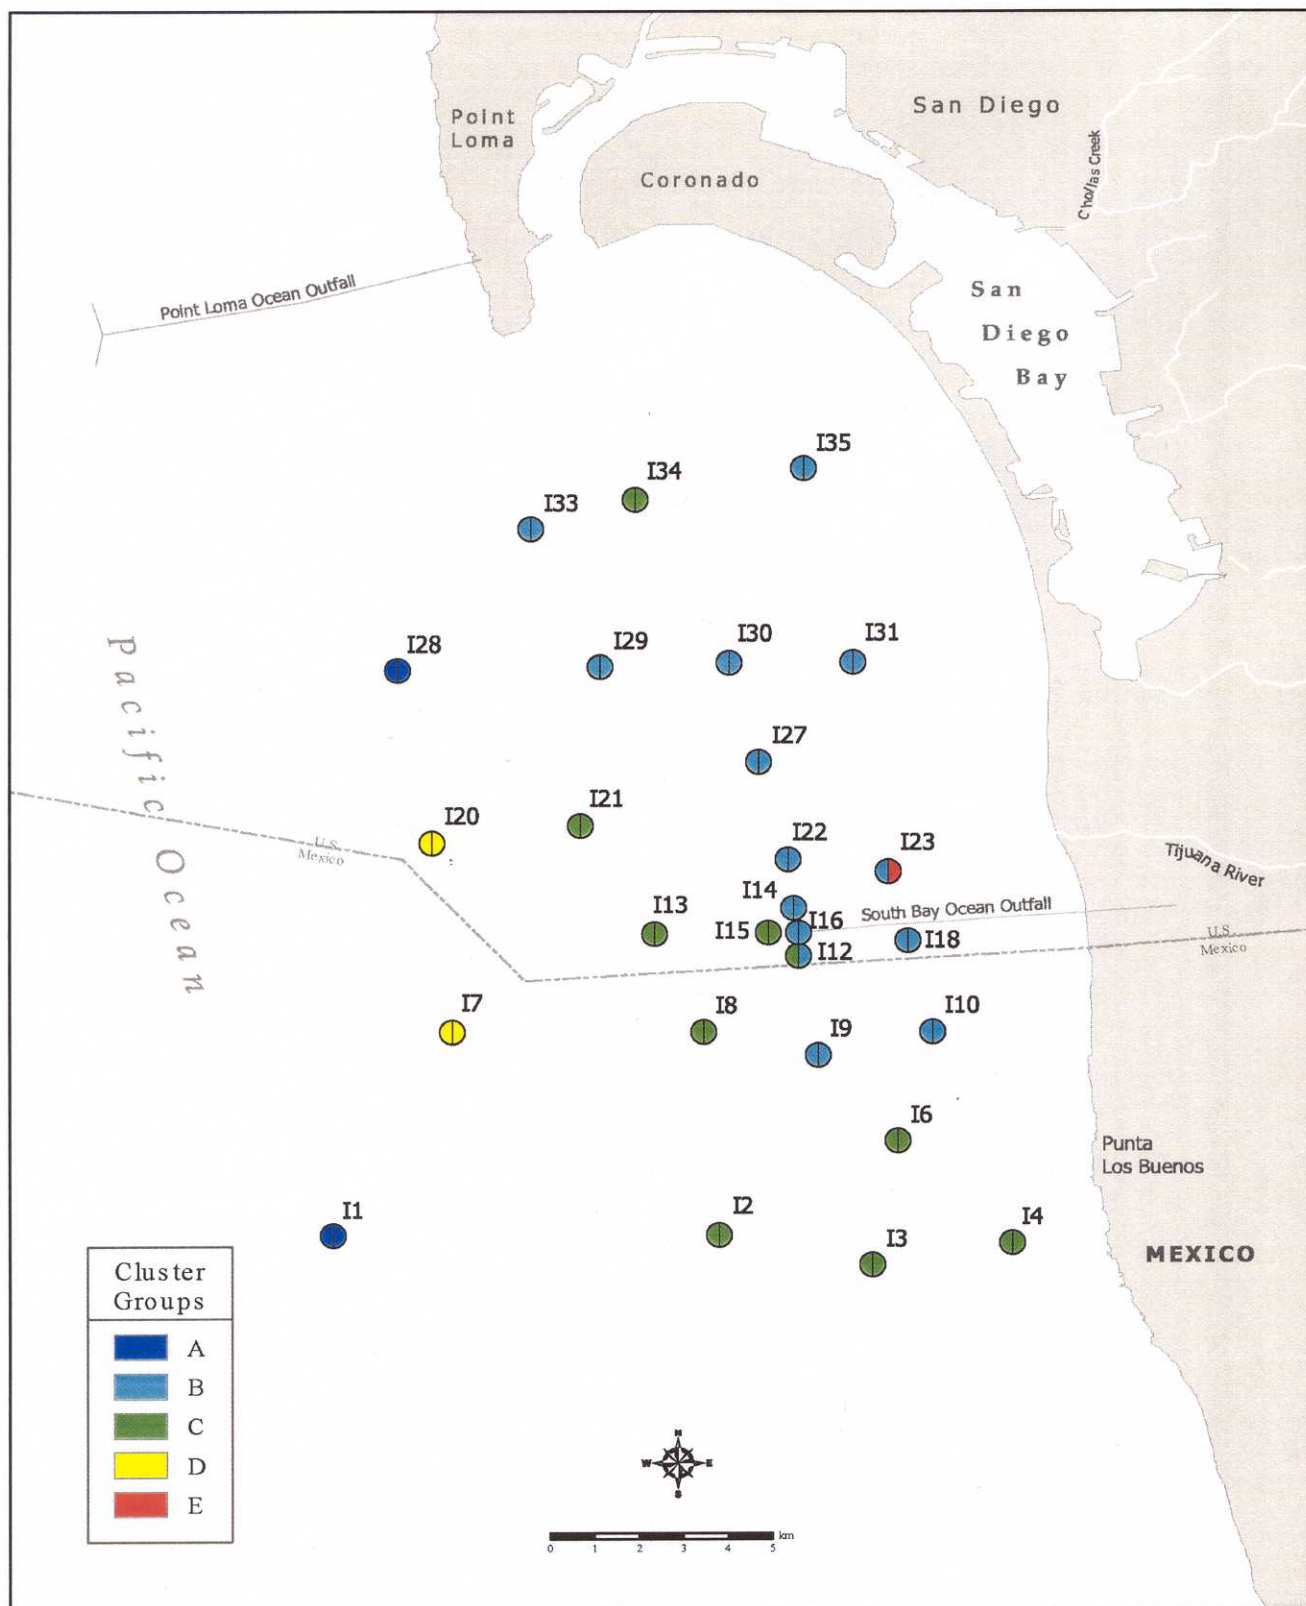 Point
Loma
San Diego
Chollas Creek
Coronado
Point Loma Ocean Outfall
San
Diego
Bay
I35
I34
I33
I28
I29
I30
I31
Pacific Ocean
I27
I20
I21
U.S.
Mexico
I22
I23
Tijuana River
I14
I13
I15
I16
South Bay Ocean Outfall
I18
U.S.
Mexico
I12
I7
I8
I9
I10
I6
Punta
Los Buenos
I1
I2
I3
I4
MEXICO
Cluster
Groups
A
B
C
D
E
N
W E
S
km
0 1 2 3 4 5